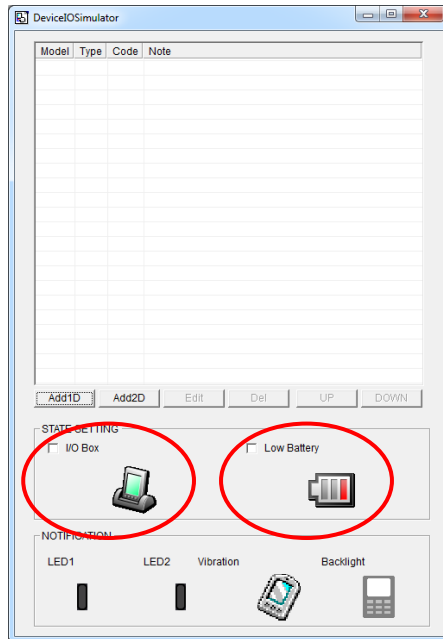 DeviceIOSimulator
Model Type Code Note
Add1D Add2D Edit Del UP DOWN
STATE SETTING
I/O Box Low Battery
NOTIFICATION
LED1 LED2 Vibration Backlight